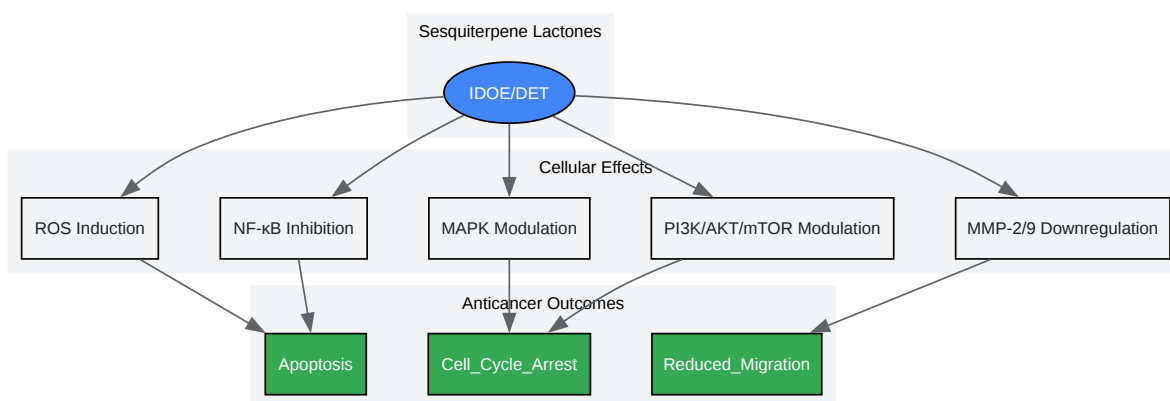 Sesquiterpene Lactones
IDOE/DET
Cellular Effects
ROS Induction
NF-κB Inhibition
MAPK Modulation
PI3K/AKT/mTOR Modulation
MMP-2/9 Downregulation
Anticancer Outcomes
Apoptosis
Cell_Cycle_Arrest
Reduced_Migration